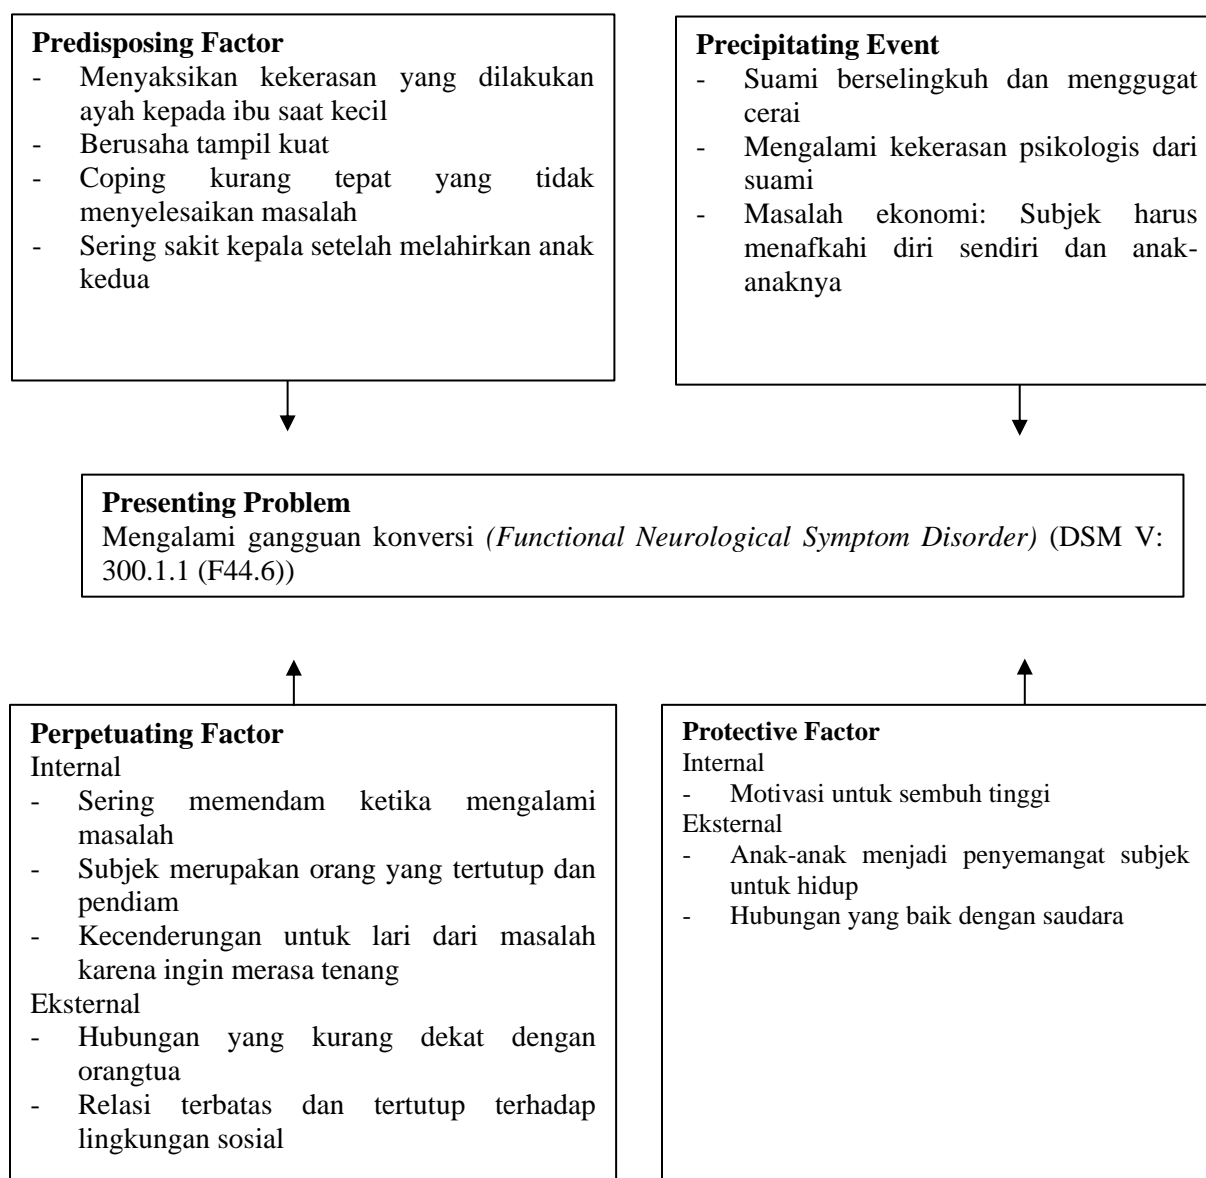 Predisposing Factor
- Menyaksikan kekerasan yang dilakukan
ayah kepada ibu saat kecil
- Berusaha tampil kuat
- Coping kurang tepat yang tidak
menyelesaikan masalah
- Sering sakit kepala setelah melahirkan anak
kedua
Precipitating Event
- Suami berselingkuh dan menggugat
cerai
- Mengalami kekerasan psikologis dari
suami
- Masalah ekonomi: Subjek harus
menafkahi diri sendiri dan anak-
anaknya
Presenting Problem
Mengalami gangguan konversi (Functional Neurological Symptom Disorder) (DSM V:
300.1.1 (F44.6))
Perpetuating Factor
Internal
- Sering memendam ketika mengalami
masalah
- Subjek merupakan orang yang tertutup dan
pendiam
- Kecenderungan untuk lari dari masalah
karena ingin merasa tenang
Eksternal
- Hubungan yang kurang dekat dengan
orangtua
- Relasi terbatas dan tertutup terhadap
lingkungan sosial
Protective Factor
Internal
- Motivasi untuk sembuh tinggi
Eksternal
- Anak-anak menjadi penyemangat subjek
untuk hidup
- Hubungan yang baik dengan saudara